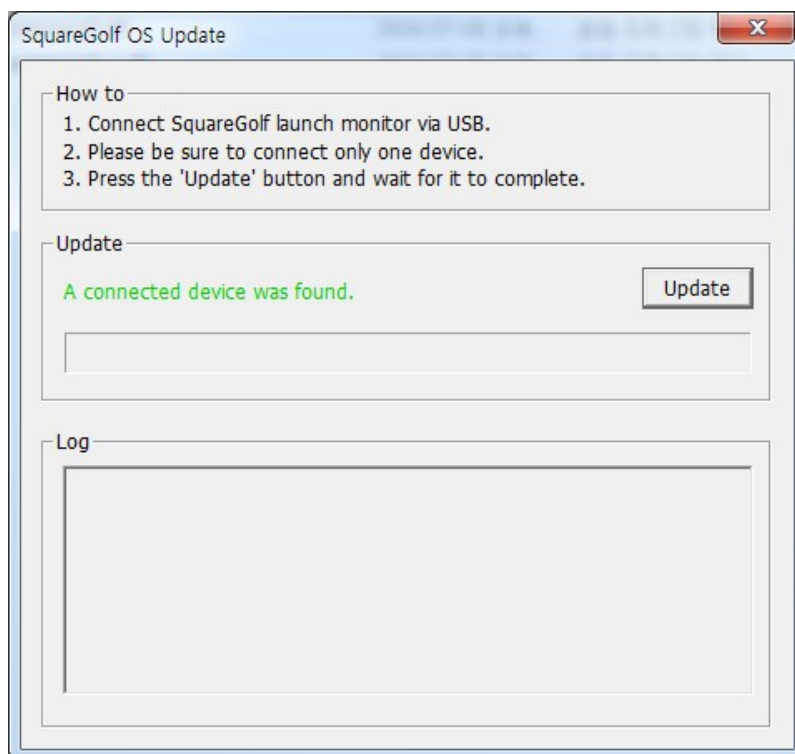 SquareGolf OS Update
How to
1. Connect SquareGolf launch monitor via USB.
2. Please be sure to connect only one device.
3. Press the 'Update' button and wait for it to complete.
Update
A connected device was found.
Update
Log